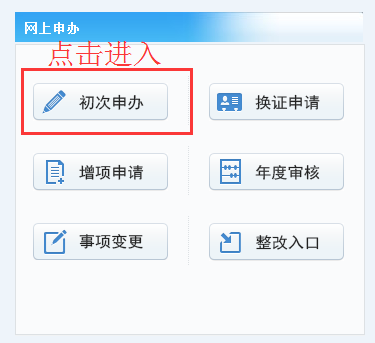 网上申办
点击进入
初次申办
换证申请
增项申请
年度审核
事项变更
整改入口